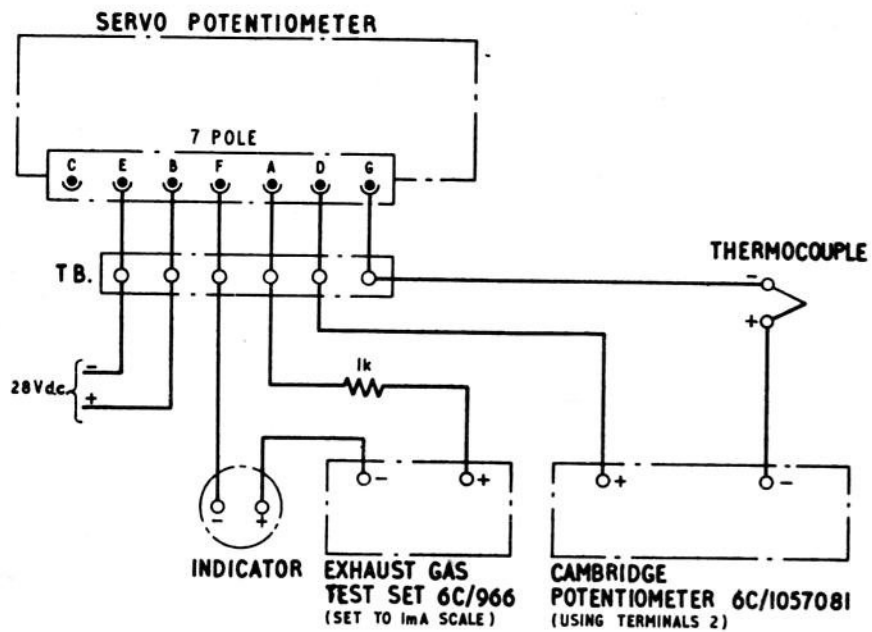 SERVO POTENTIOMETER
7 POLE
C E B F A D G
T B.
THERMOCOUPLE
-
+
1k
28V d.c.
-
+
- +
- +
+ -
INDICATOR
EXHAUST GAS
TEST SET 6C/966
(SET TO 1mA SCALE)
CAMBRIDGE
POTENTIOMETER 6C/1057081
(USING TERMINALS 2)